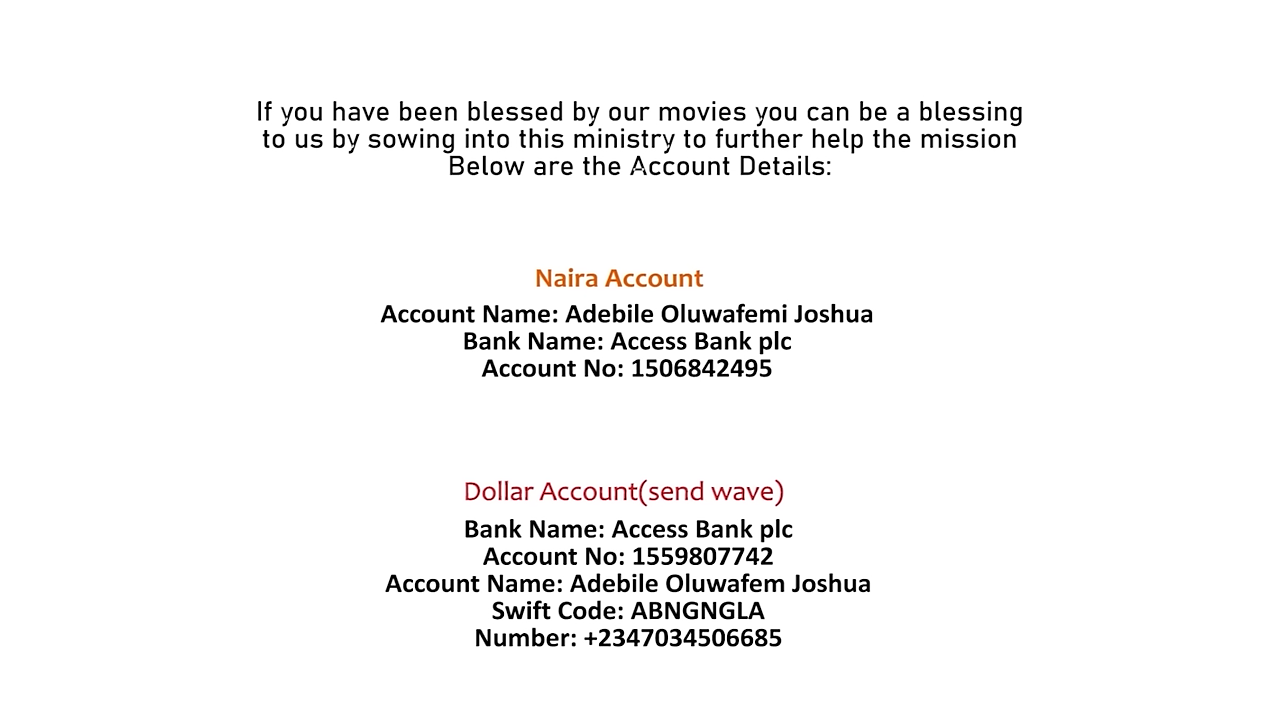 If you have been blessed by our movies you can be a blessing
to us by sowing into this ministry to further help the mission
Below are the Account Details:
Naira Account
Account Name: Adebile Oluwafemi Joshua
Bank Name: Access Bank plc
Account No: 1506842495
Dollar Account(send wave)
Bank Name: Access Bank plc
Account No: 1559807742
Account Name: Adebile Oluwafem Joshua
Swift Code: ABNGNGLA
Number: +2347034506685